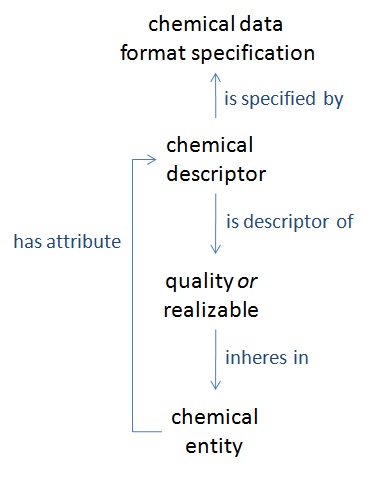 chemical data
format specification
is specified by
chemical
descriptor
has attribute
is descriptor of
quality or
realizable
inheres in
chemical
entity